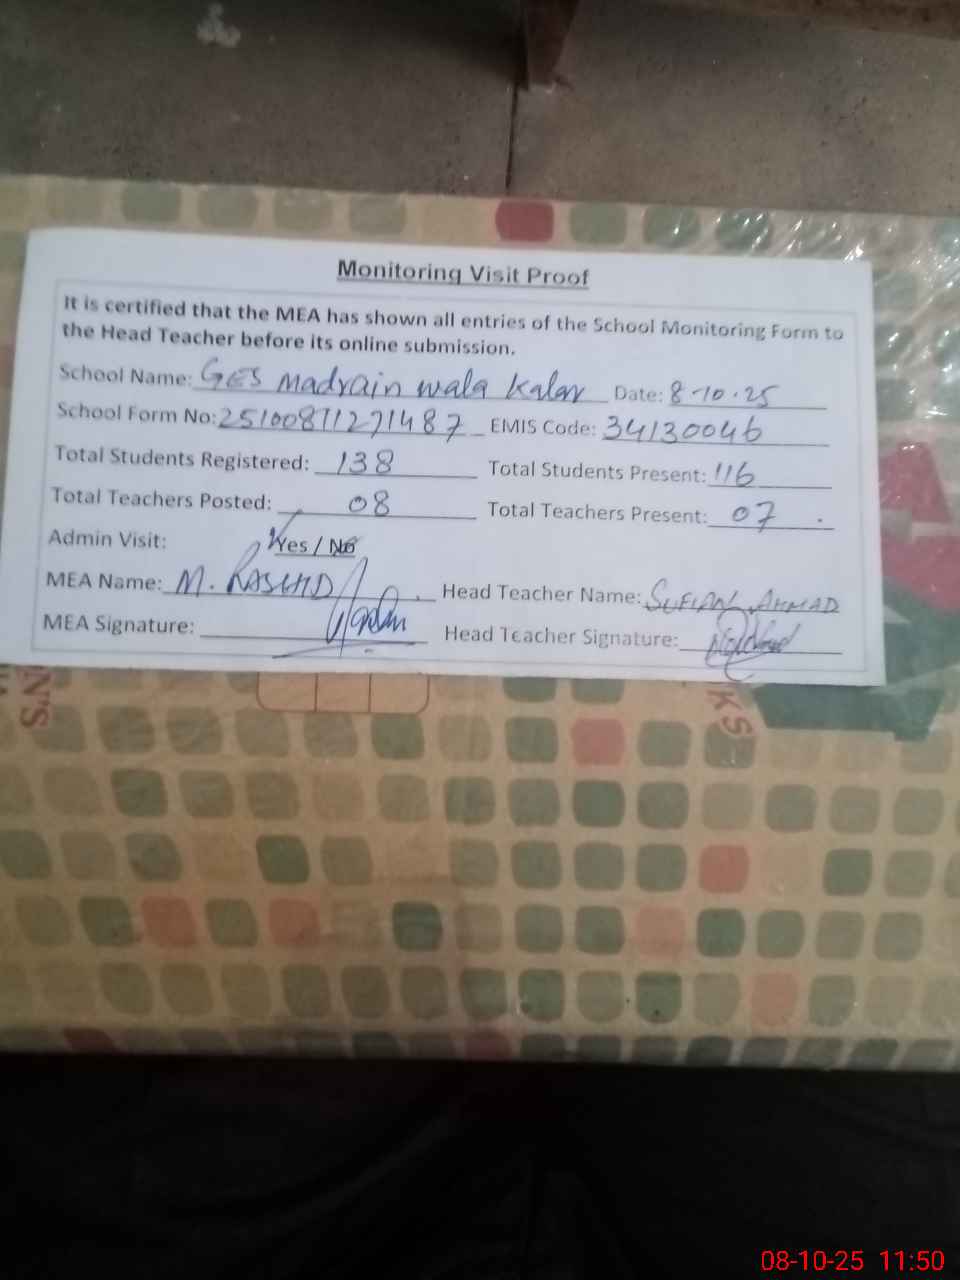 Monitoring Visit Proof
It is certified that the MEA has shown all entries of the School Monitoring Form to
the Head Teacher before its online submission.
School Name: GES Madrain wala Kalan Date: 8-10-25
School Form No: 25100811271487 EMIS Code: 34130046
Total Students Registered: 138 Total Students Present: 116
Total Teachers Posted: 08 Total Teachers Present: 07
Admin Visit: Yes / No
MEA Name: M. RASHID Head Teacher Name: SUFIAN AHMAD
MEA Signature: Head Teacher Signature:
N'S
KS
08-10-25 11:50